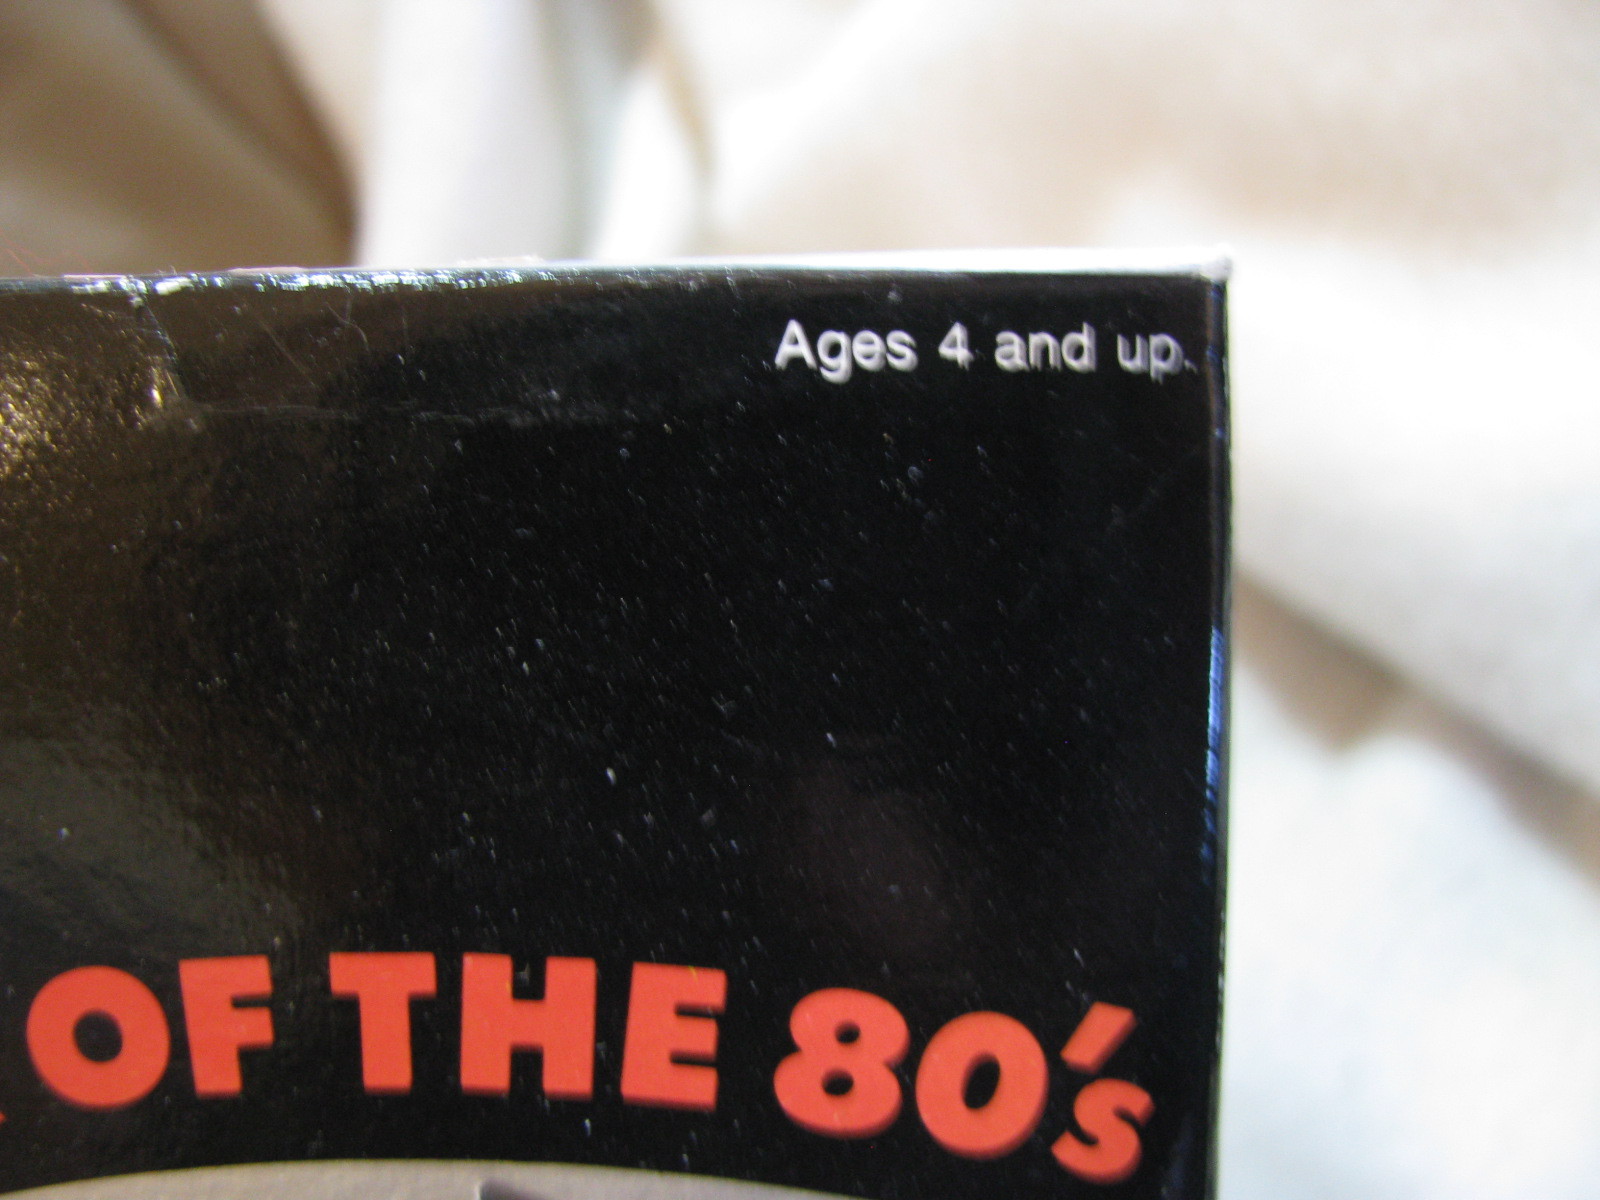 Ages 4 and up.
OF THE 80's